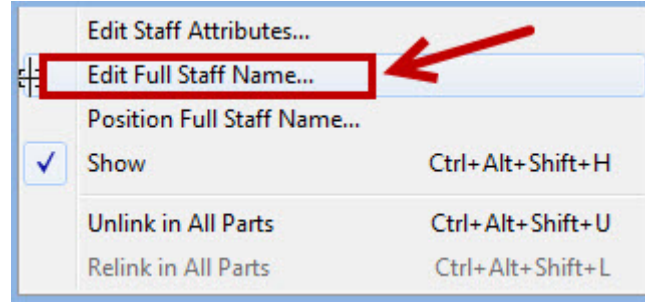 Edit Staff Attributes...
Edit Full Staff Name...
Position Full Staff Name...
Show Ctrl+Alt+Shift+H
Unlink in All Parts Ctrl+Alt+Shift+U
Relink in All Parts Ctrl+Alt+Shift+L